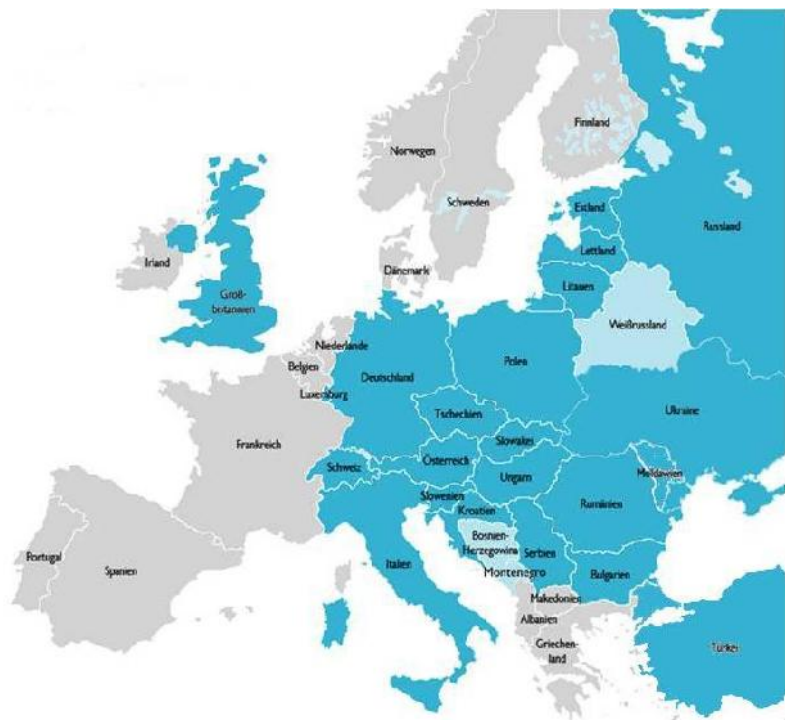 Finnland
Norwegen
Schweden
Estland
Russland
Lettland
Irland
Dänemark
Litauen
Groß-
britannien
Weißrussland
Niederlande
Belgien
Deutschland
Polen
Luxemburg
Ukraine
Tschechien
Frankreich
Slowakei
Schweiz
Österreich
Moldawien
Ungarn
Slowenien
Rumänien
Kroatien
Bosnien-
Herzegowina
Serbien
Portugal
Spanien
Italien
Montenegro
Bulgarien
Makedonien
Albanien
Griechen-
land
Türkei